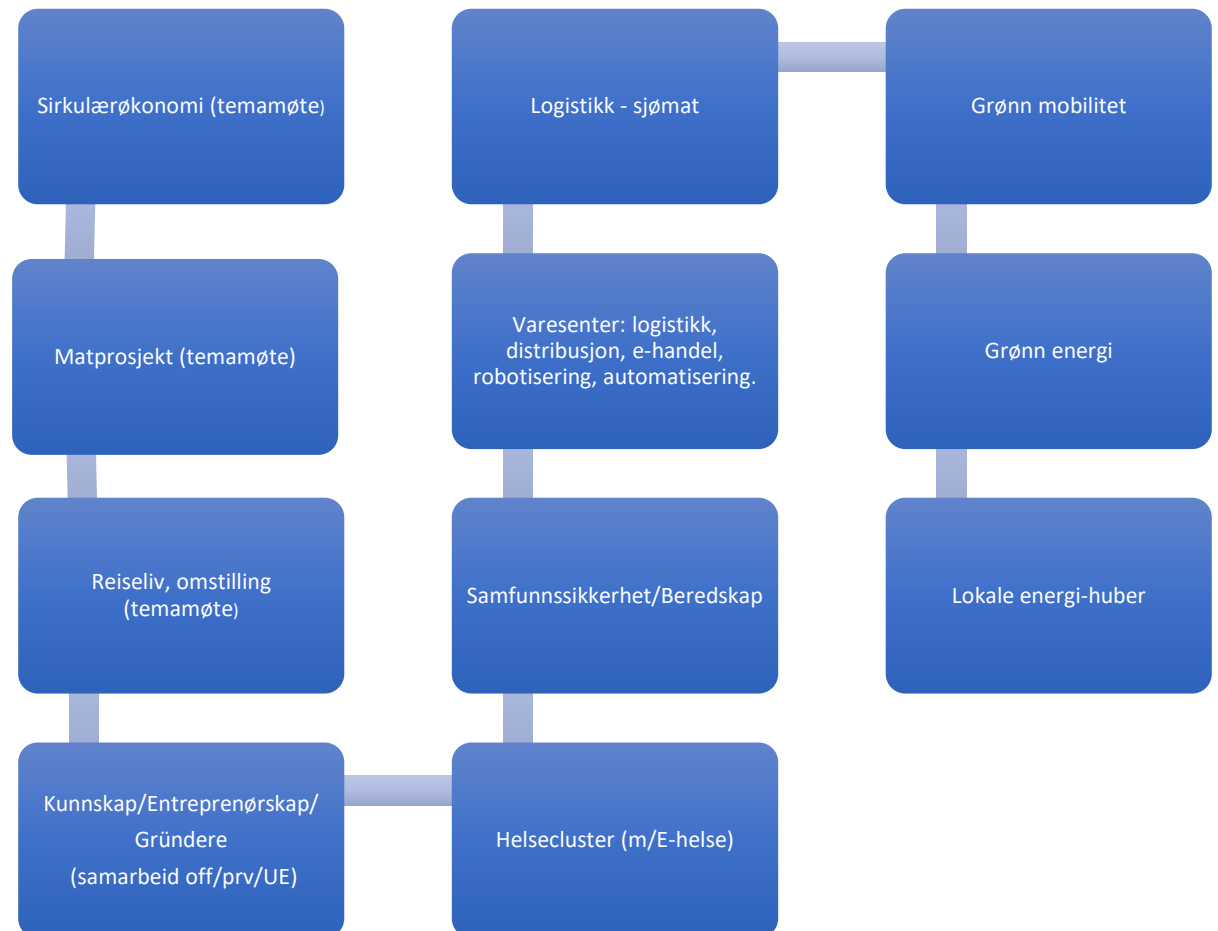 Sirkulærøkonomi (temamøte)
Matprosjekt (temamøte)
Reiseliv, omstilling
(temamøte)
Kunnskap/Entreprenørskap/
Gründere
(samarbeid off/prv/UE)
Helsecluster (m/E-helse)
Samfunnssikkerhet/Beredskap
Varesenter: logistikk,
distribusjon, e-handel,
robotisering, automatisering.
Logistikk - sjømat
Grønn mobilitet
Grønn energi
Lokale energi-huber